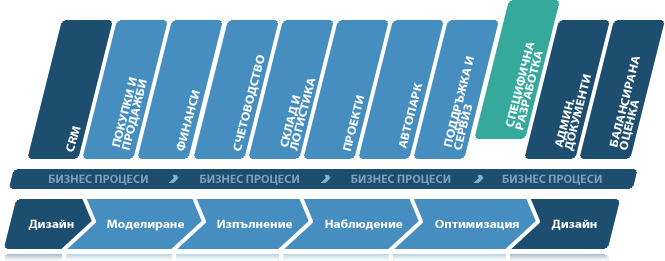 CRM
ПОКУПКИ И
ПРОДАЖБИ
ФИНАНСИ
СЧЕТОВОДСТВО
СКЛАД И
ЛОГИСТИКА
ПРОЕКТИ
АВТОПАРК
ПОДДРЪЖКА И
СЕРВИЗ
СПЕЦИФИЧНА
РАЗРАБОТКА
АДМИН.
ДОКУМЕНТИ
БАЛАНСИРАНА
ОЦЕНКА
БИЗНЕС ПРОЦЕСИ БИЗНЕС ПРОЦЕСИ БИЗНЕС ПРОЦЕСИ БИЗНЕС ПРОЦЕСИ
Дизайн Моделиране Изпълнение Наблюдение Оптимизация Дизайн